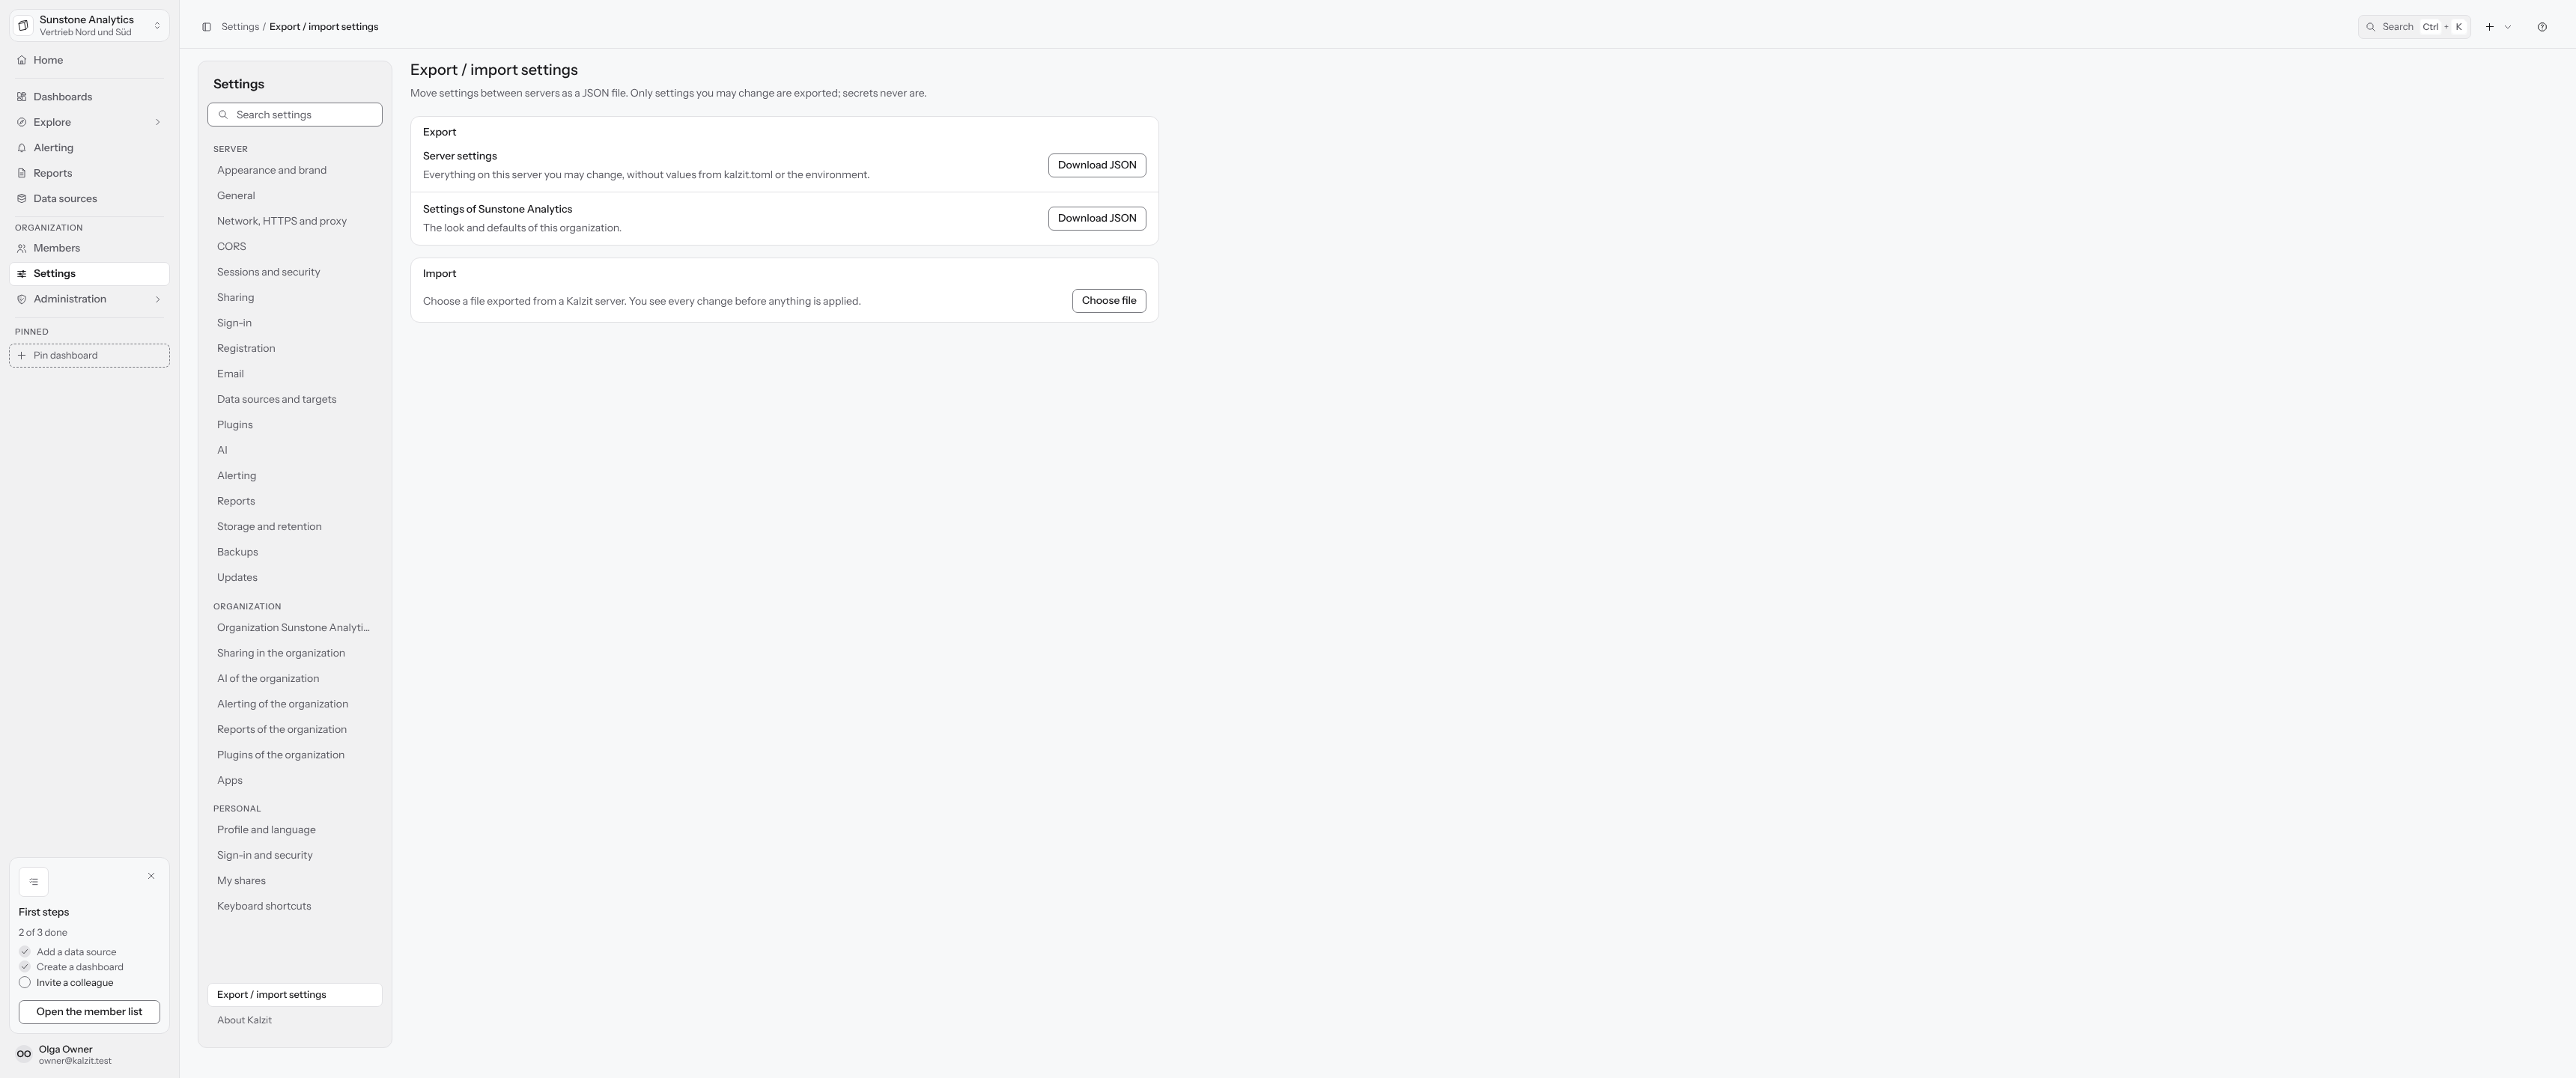 Sunstone Analytics
Vertrieb Nord und Süd
Home
Dashboards
Explore
Alerting
Reports
Data sources
ORGANIZATION
Members
Settings
Administration
PINNED
Pin dashboard
First steps
2 of 3 done
Add a data source
Create a dashboard
Invite a colleague
Open the member list
OO
Olga Owner
owner@kalzit.test
Settings / Export / import settings
Search Ctrl + K
Settings
Search settings
SERVER
Appearance and brand
General
Network, HTTPS and proxy
CORS
Sessions and security
Sharing
Sign-in
Registration
Email
Data sources and targets
Plugins
AI
Alerting
Reports
Storage and retention
Backups
Updates
ORGANIZATION
Organization Sunstone Analyti...
Sharing in the organization
AI of the organization
Alerting of the organization
Reports of the organization
Plugins of the organization
Apps
PERSONAL
Profile and language
Sign-in and security
My shares
Keyboard shortcuts
Export / import settings
About Kalzit
Export / import settings
Move settings between servers as a JSON file. Only settings you may change are exported; secrets never are.
Export
Server settings
Everything on this server you may change, without values from kalzit.toml or the environment.
Download JSON
Settings of Sunstone Analytics
The look and defaults of this organization.
Download JSON
Import
Choose a file exported from a Kalzit server. You see every change before anything is applied.
Choose file